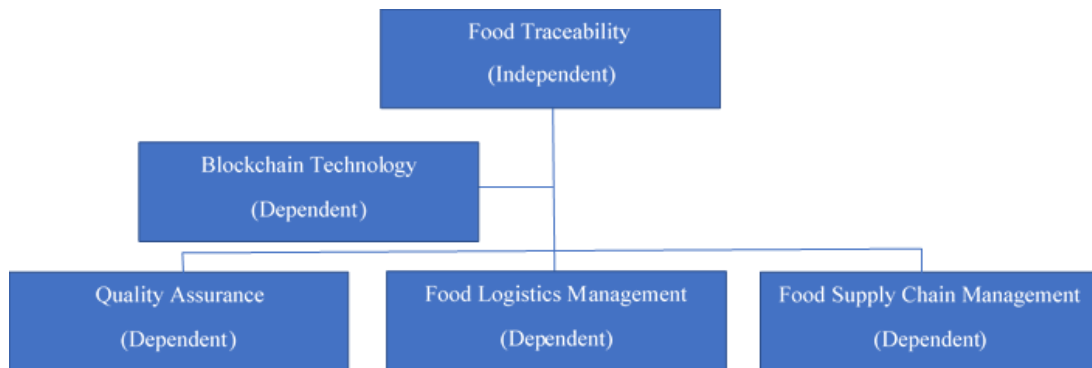 Food Traceability
(Independent)
Blockchain Technology
(Dependent)
Quality Assurance
(Dependent)
Food Logistics Management
(Dependent)
Food Supply Chain Management
(Dependent)